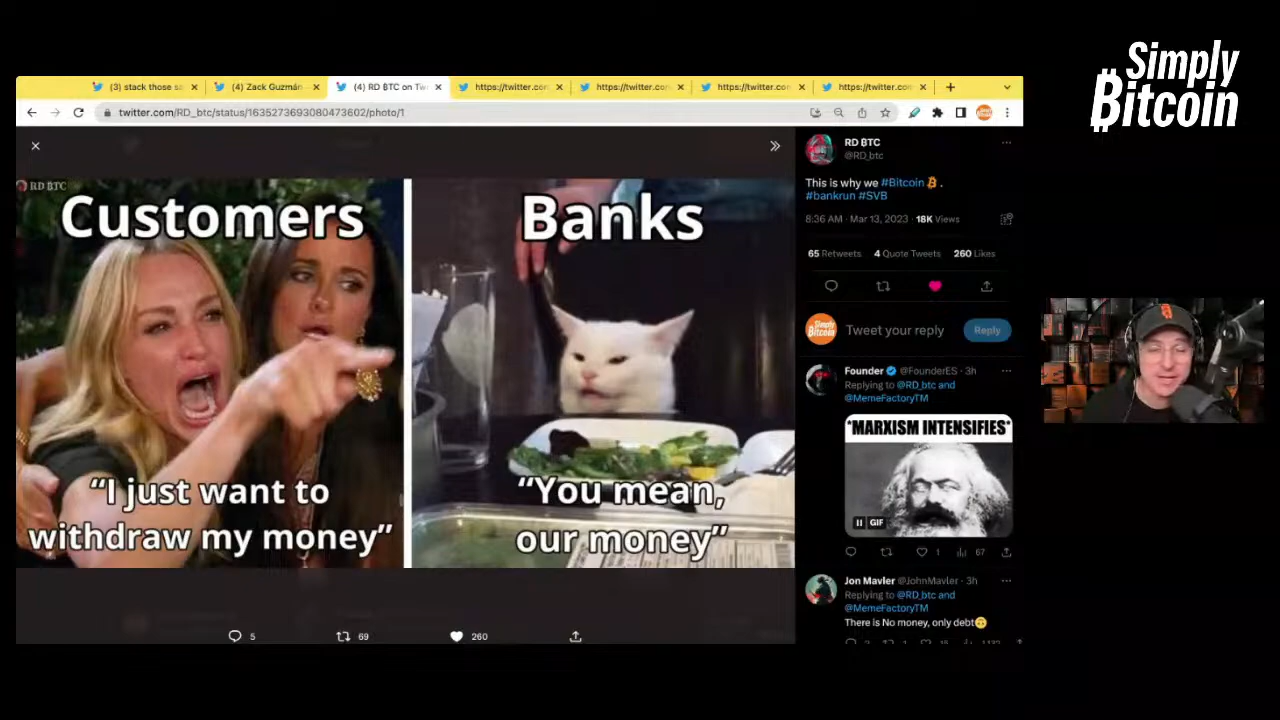 Simply
Bitcoin
(3) stack those sa
(4) Zack Guzmán
(4) RD BTC on Tw
https://twitter.com
https://twitter.com
https://twitter.com
https://twitter.com
twitter.com/RD_btc/status/1635273693080473602/photo/1
RD BTC
Customers
"I just want to
withdraw my money"
Banks
"You mean,
our money"
5
69
260
RD ₿TC
@RD_btc
This is why we #Bitcoin .
#bankrun #SVB
8:36 AM · Mar 13, 2023 · 18K Views
65 Retweets 4 Quote Tweets 260 Likes
Tweet your reply
Reply
Founder @FounderES · 3h
Replying to @RD_btc and
@MemeFactoryTM
*MARXISM INTENSIFIES*
GIF
1
67
Jon Mavler @JohnMavler · 3h
Replying to @RD_btc and
@MemeFactoryTM
There is No money, only debt🙃